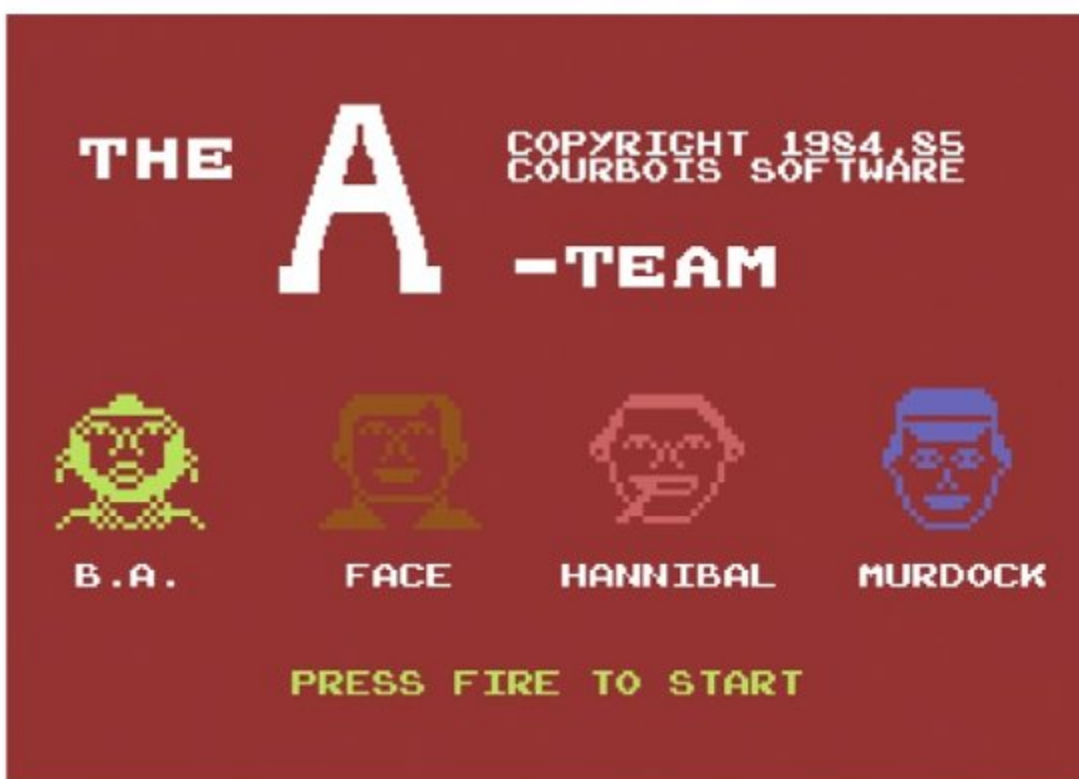 THE A -TEAM
COPYRIGHT 1984,85
COURBOIS SOFTWARE
B.A. FACE HANNIBAL MURDOCK
PRESS FIRE TO START